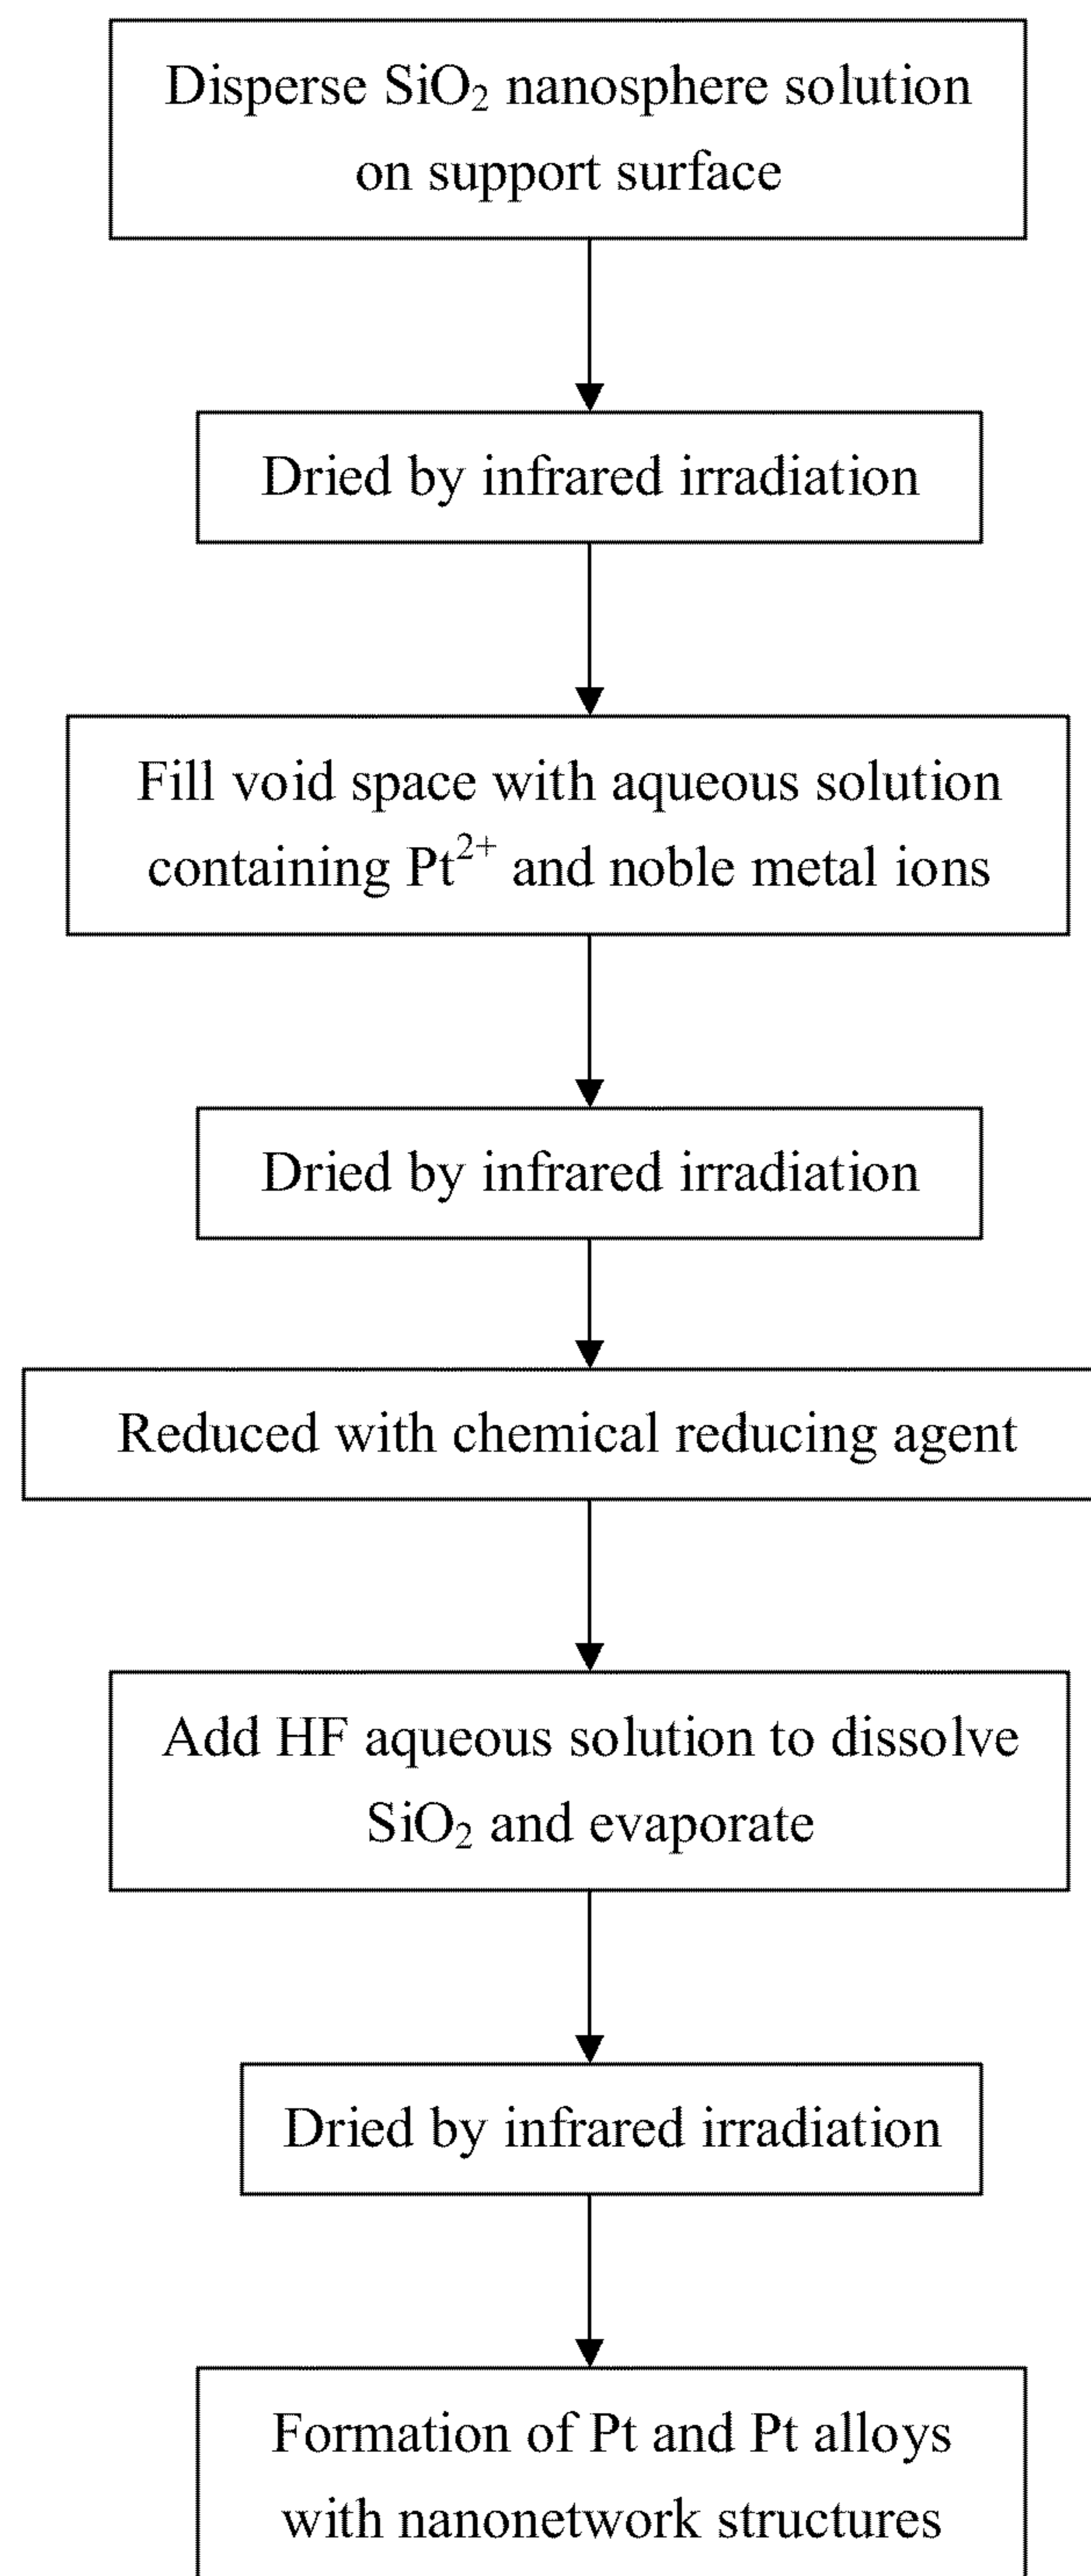 Disperse SiO₂ nanosphere solution
on support surface
Dried by infrared irradiation
Fill void space with aqueous solution
containing Pt²⁺ and noble metal ions
Dried by infrared irradiation
Reduced with chemical reducing agent
Add HF aqueous solution to dissolve
SiO₂ and evaporate
Dried by infrared irradiation
Formation of Pt and Pt alloys
with nanonetwork structures